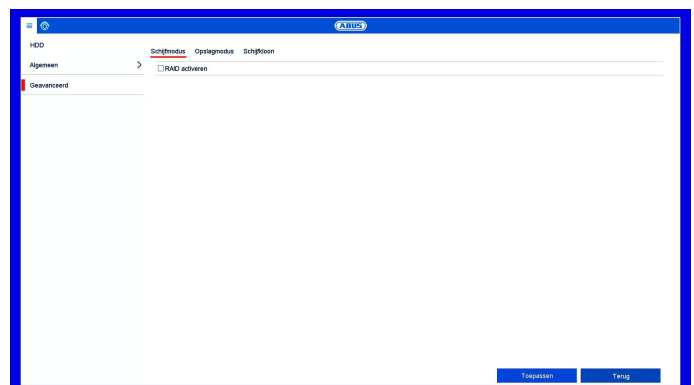 ABUS
HDD
Schijfmodus Opslagmodus Schijfkloon
Algemeen
RAID activeren
Geavanceerd
Toepassen Terug